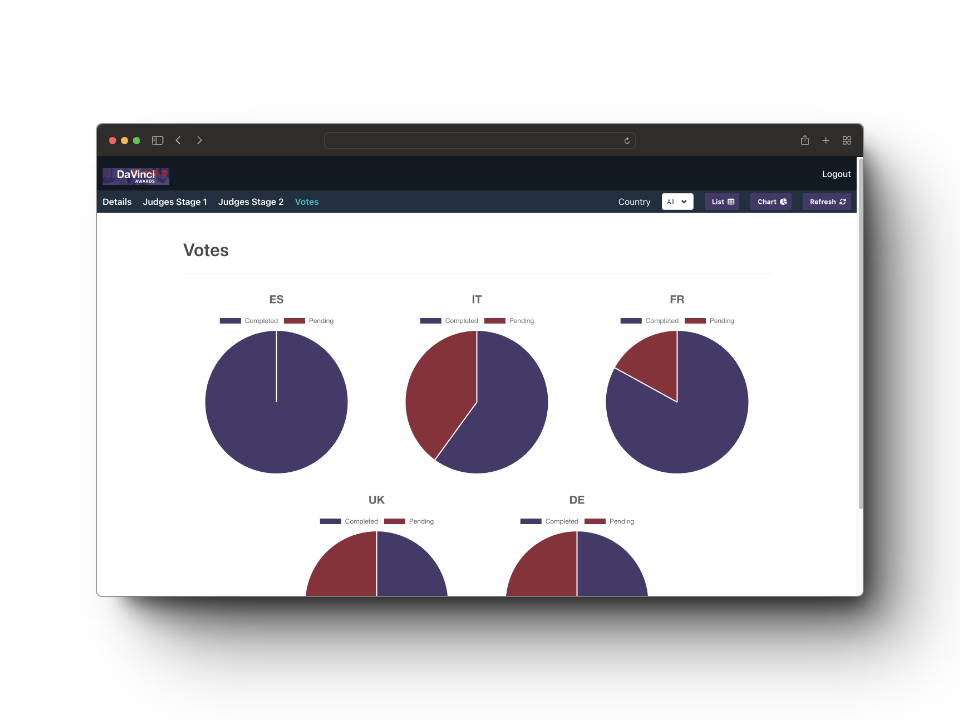 DaVinci
AWARDS
Logout
Details Judges Stage 1 Judges Stage 2 Votes Country All List Chart Refresh
Votes
ES IT FR
Completed Pending Completed Pending Completed Pending
UK DE
Completed Pending Completed Pending